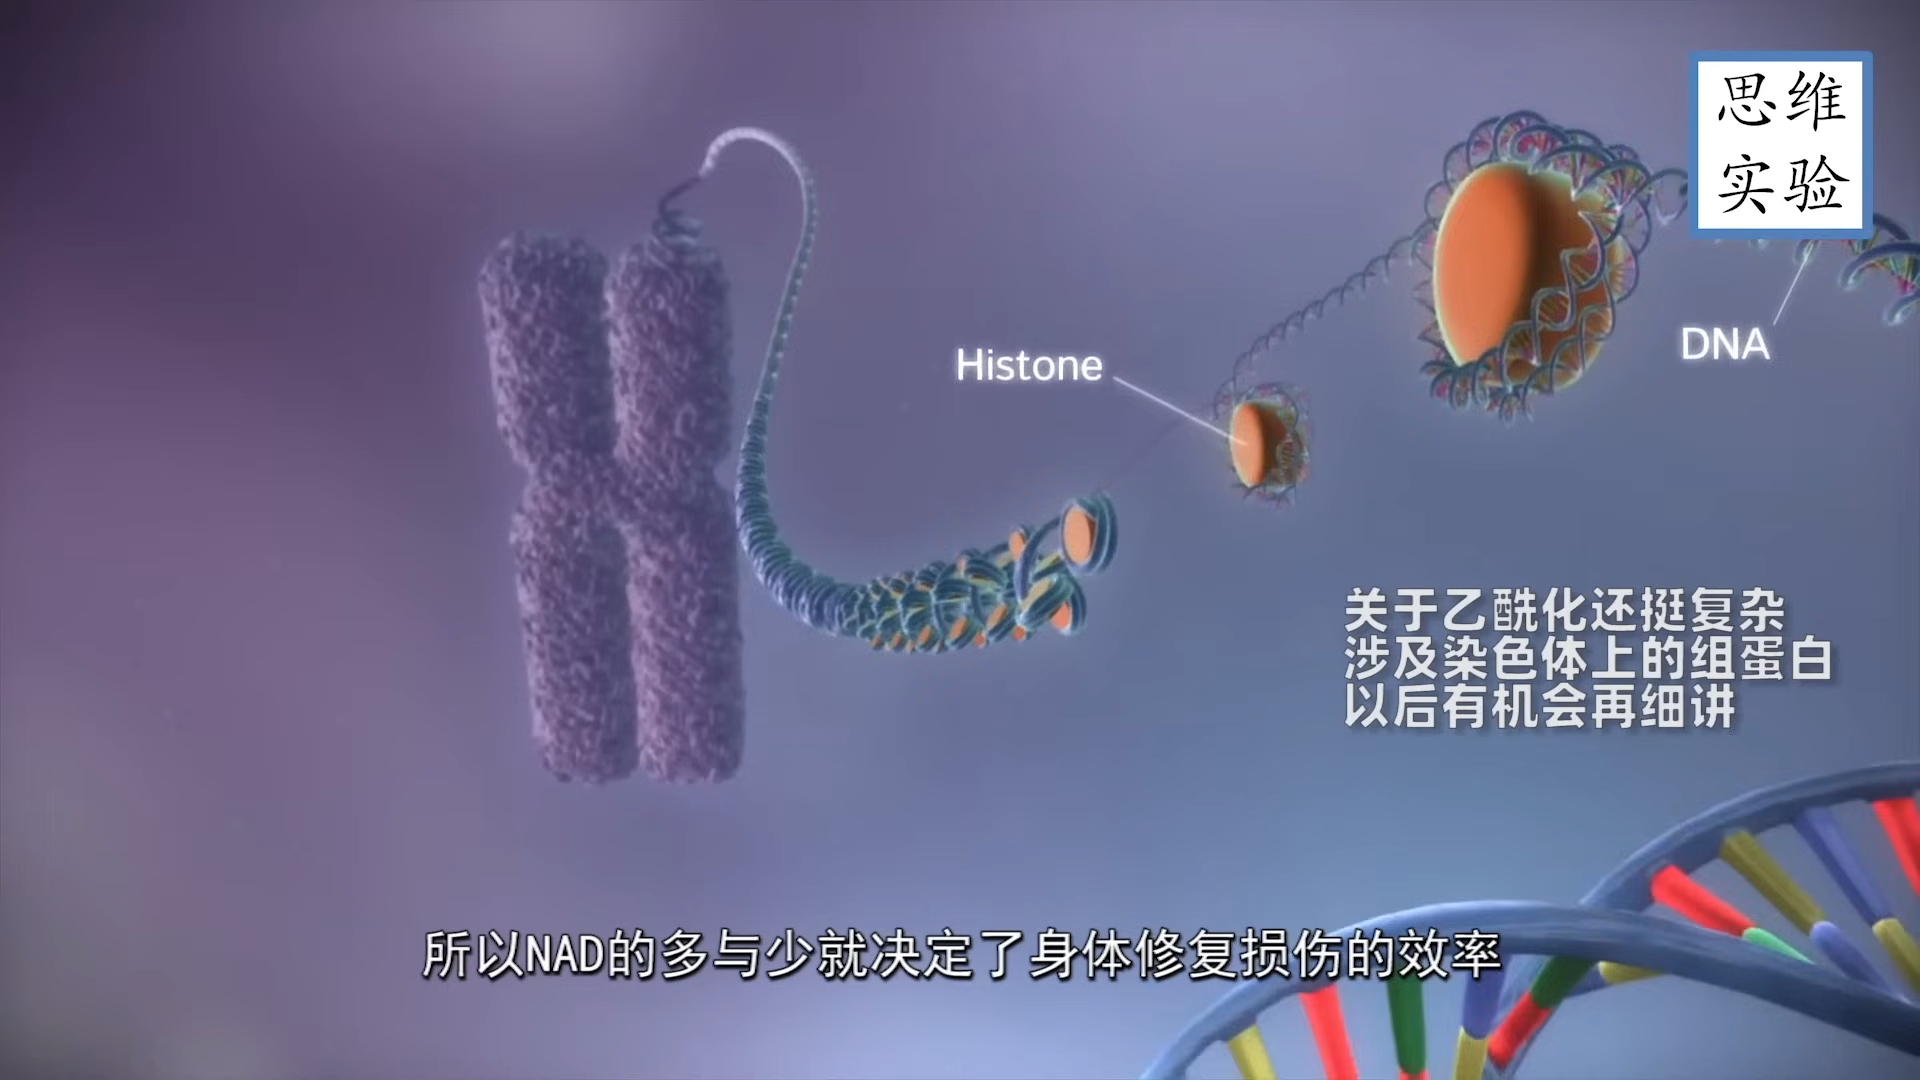 思维
实验
Histone
DNA
关于乙酰化还挺复杂
涉及染色体上的组蛋白
以后有机会再细讲
所以NAD的多与少就决定了身体修复损伤的效率